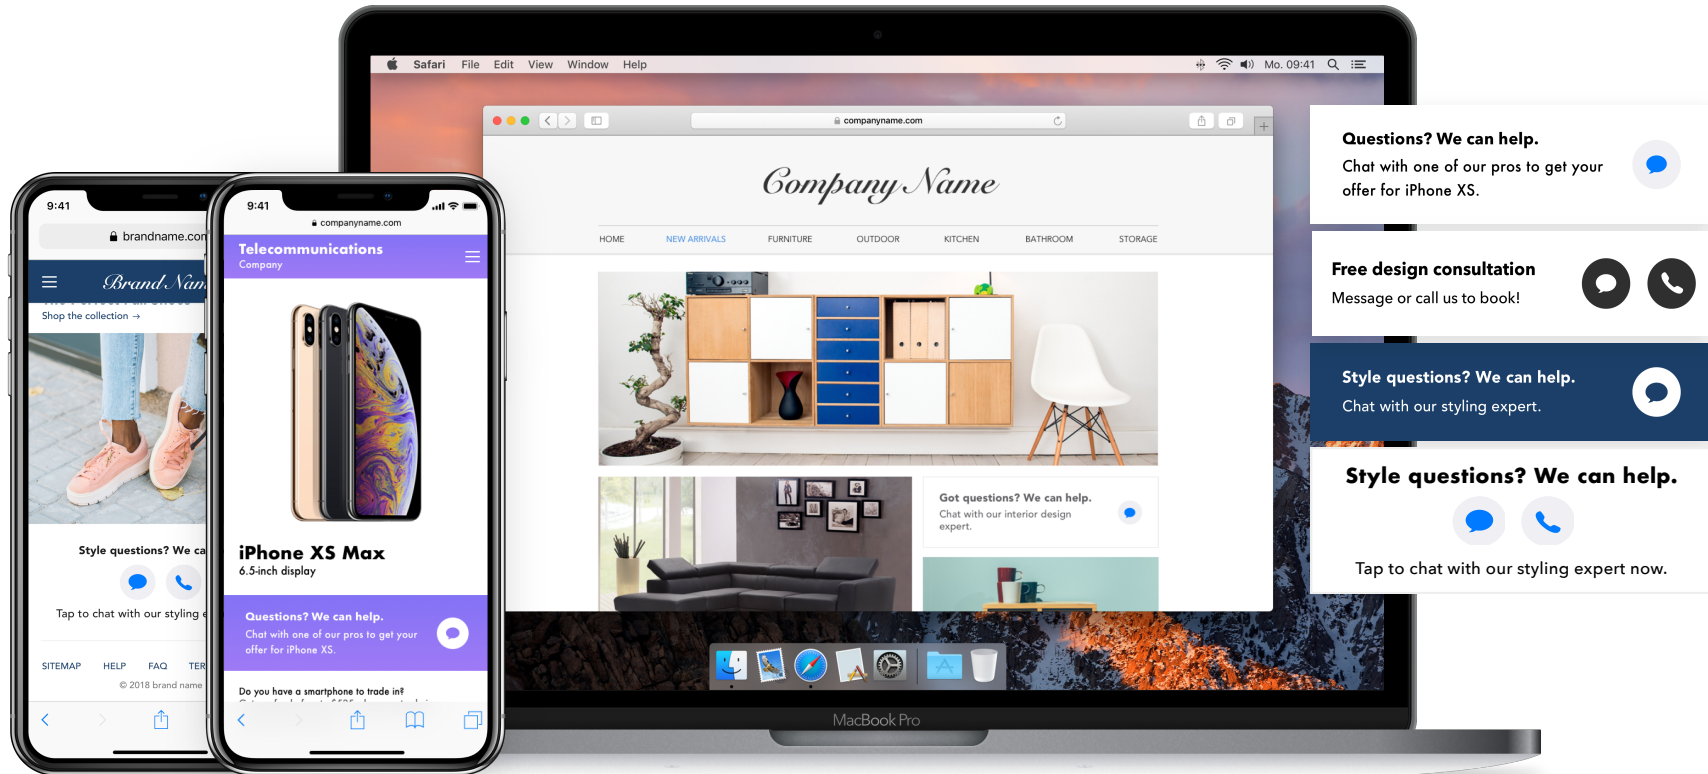 Safari File Edit View Window Help
Mo. 09:41
companyname.com
Company Name
HOME NEW ARRIVALS FURNITURE OUTDOOR KITCHEN BATHROOM STORAGE
Got questions? We can help.
Chat with our interior design
expert.
MacBook Pro
9:41
brandname.com
Brand Nam
Shop the collection →
Style questions? We ca
Tap to chat with our styling e
SITEMAP HELP FAQ TER
© 2018 brand name
9:41
companyname.com
Telecommunications
Company
iPhone XS Max
6.5-inch display
Questions? We can help.
Chat with one of our pros to get your
offer for iPhone XS.
Do you have a smartphone to trade in?
Questions? We can help.
Chat with one of our pros to get your
offer for iPhone XS.
Free design consultation
Message or call us to book!
Style questions? We can help.
Chat with our styling expert.
Style questions? We can help.
Tap to chat with our styling expert now.